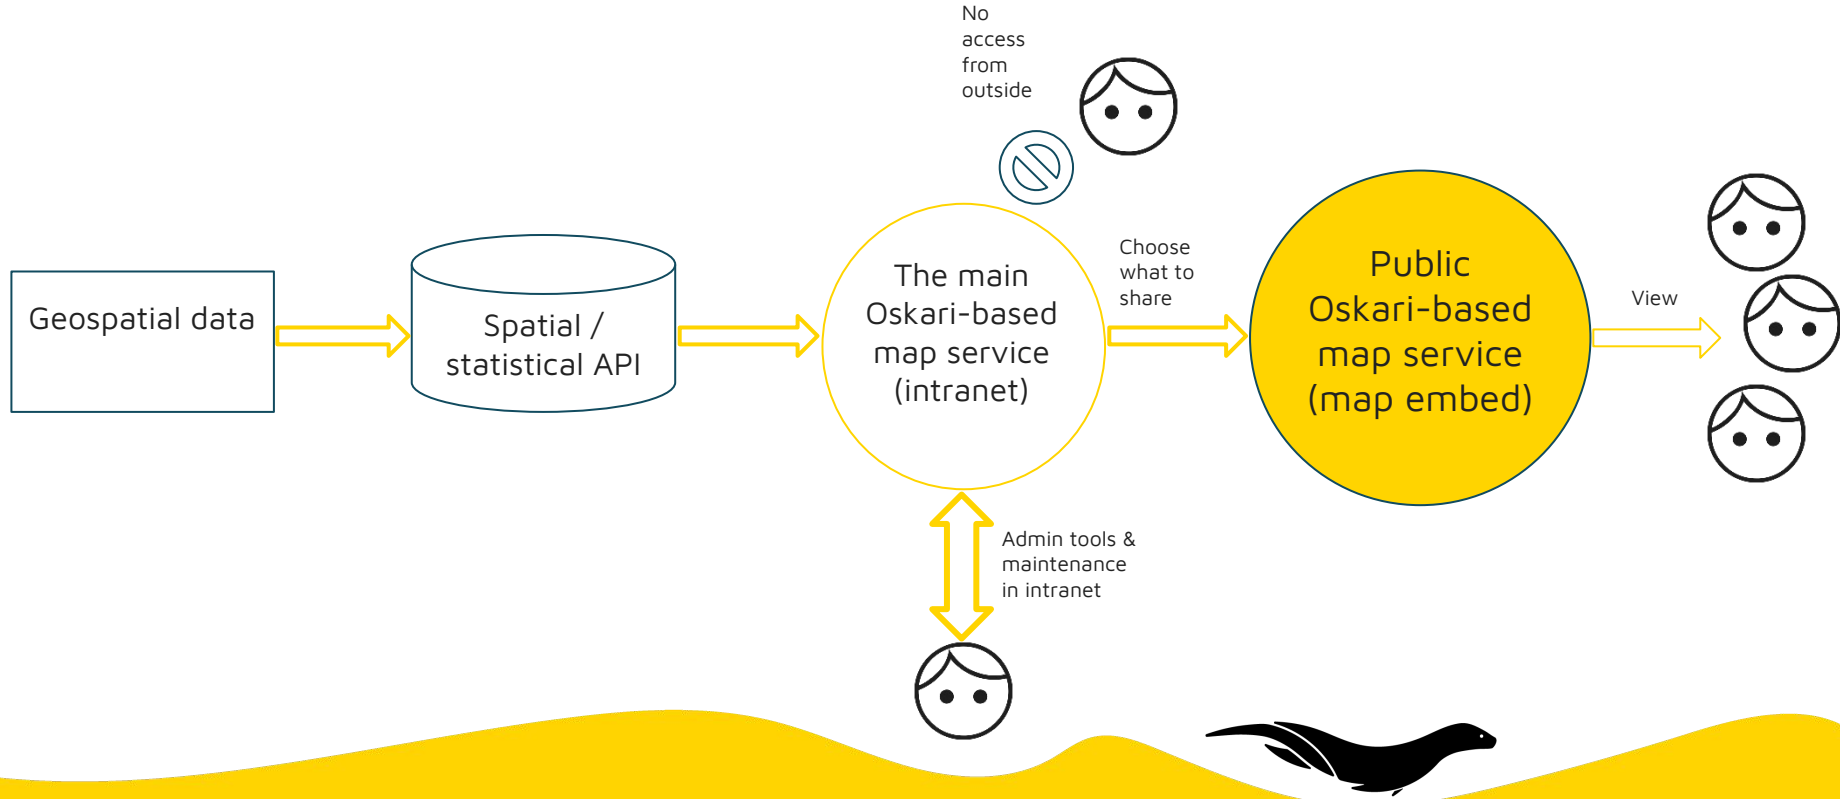 No
access
from
outside
Geospatial data
Spatial /
statistical API
The main
Oskari-based
map service
(intranet)
Choose
what to
share
Public
Oskari-based
map service
(map embed)
View
Admin tools &
maintenance
in intranet